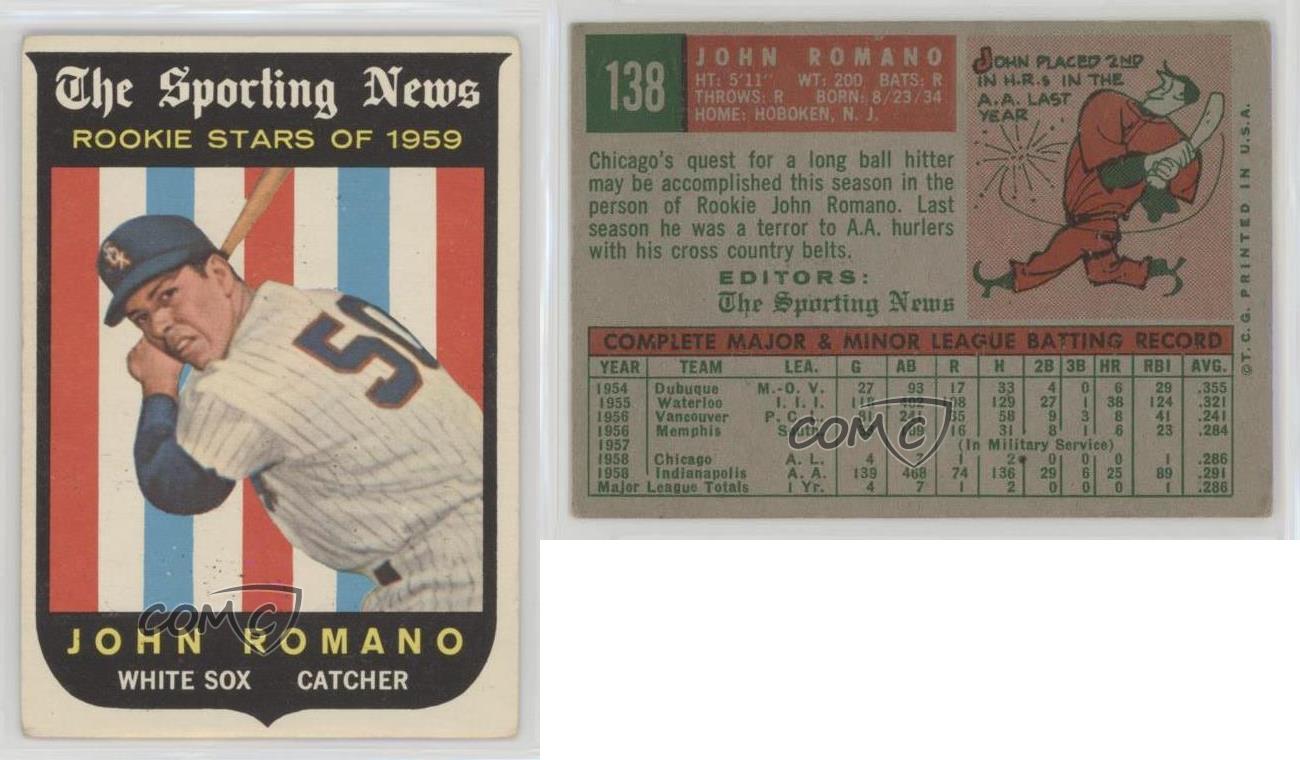 The Sporting News
ROOKIE STARS OF 1959
SOX
50
COMC
JOHN ROMANO
WHITE SOX CATCHER
138
JOHN ROMANO
HT: 5'11" WT: 200 BATS: R
THROWS: R BORN: 8/23/34
HOME: HOBOKEN, N. J.
JOHN PLACED 2ND
IN H.R.s IN THE
A.A. LAST
YEAR
Chicago's quest for a long ball hitter
may be accomplished this season in the
person of Rookie John Romano. Last
season he was a terror to A.A. hurlers
with his cross country belts.
EDITORS:
The Sporting News
©T.C.G. PRINTED IN U.S.A.
COMPLETE MAJOR & MINOR LEAGUE BATTING RECORD
YEAR TEAM LEA. G AB R H 2B 3B HR RBI AVG.
1954 Dubuque M.-O. V. 27 93 17 33 4 0 6 29 .355
1955 Waterloo I. I. I. 129 27 1 38 124 .321
1956 Vancouver P. C. L. 58 9 3 8 41 .241
1956 Memphis South. 16 31 8 1 6 23 .284
1957 (In Military Service)
1958 Chicago A. L. 4 7 1 2 0 0 0 1 .286
1958 Indianapolis A. A. 139 468 74 136 29 6 25 89 .291
Major League Totals 1 Yr. 4 7 1 2 0 0 0 1 .286
COMC